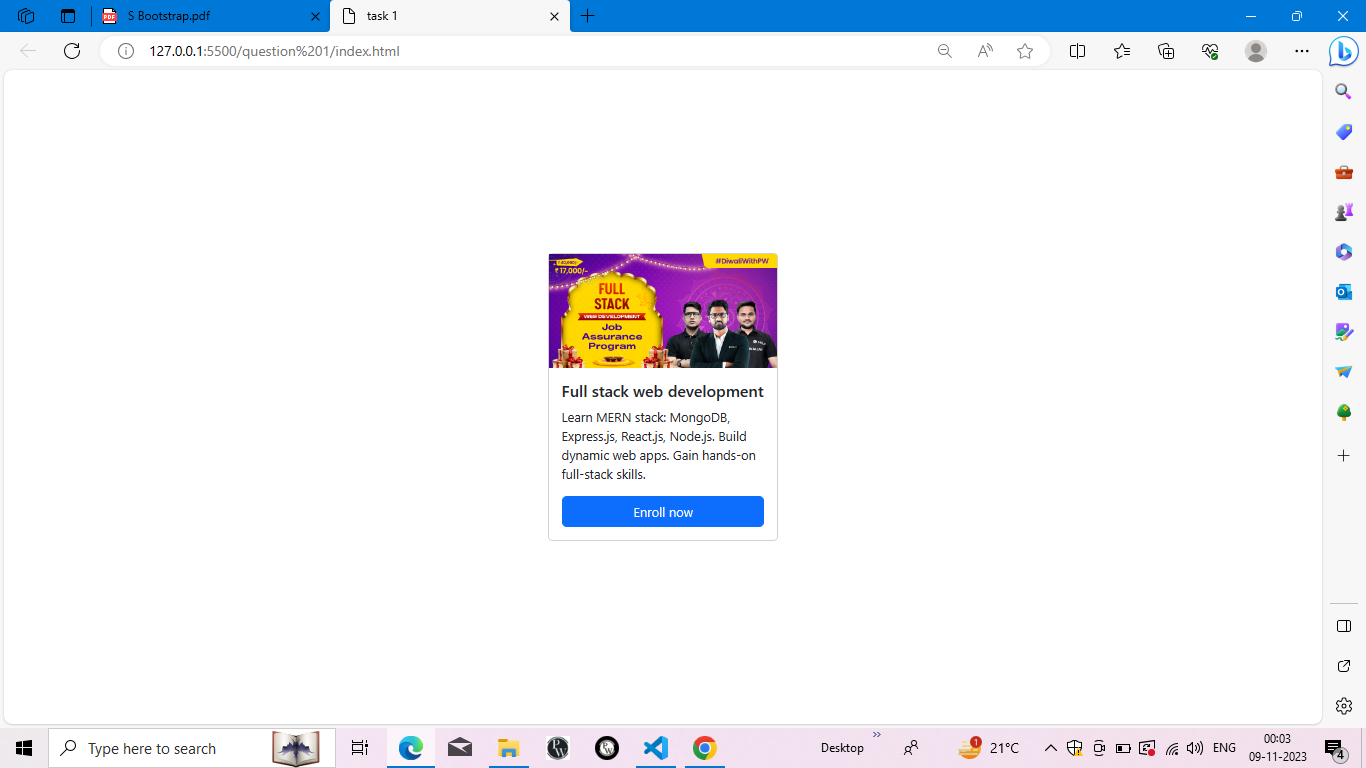 S Bootstrap.pdf
task 1
127.0.0.1:5500/question%201/index.html
#DiwaliWithPW
₹17,000/-
FULL
STACK
WEB DEVELOPMENT
Job
Assurance
Program
Full stack web development
Learn MERN stack: MongoDB,
Express.js, React.js, Node.js. Build
dynamic web apps. Gain hands-on
full-stack skills.
Enroll now
Type here to search
Desktop
1
21°C
ENG
00:03
09-11-2023
4